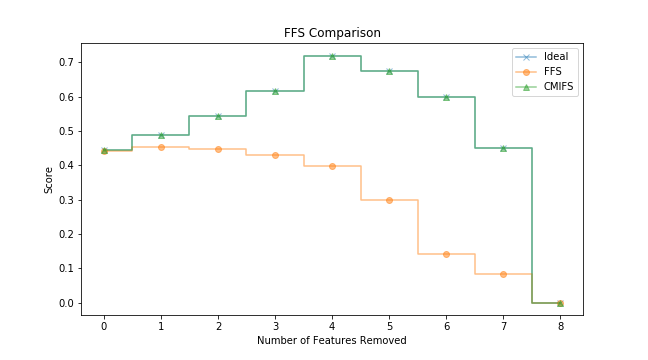 FFS Comparison
Ideal
FFS
CMIFS
Score
0.7
0.6
0.5
0.4
0.3
0.2
0.1
0.0
0 1 2 3 4 5 6 7 8
Number of Features Removed